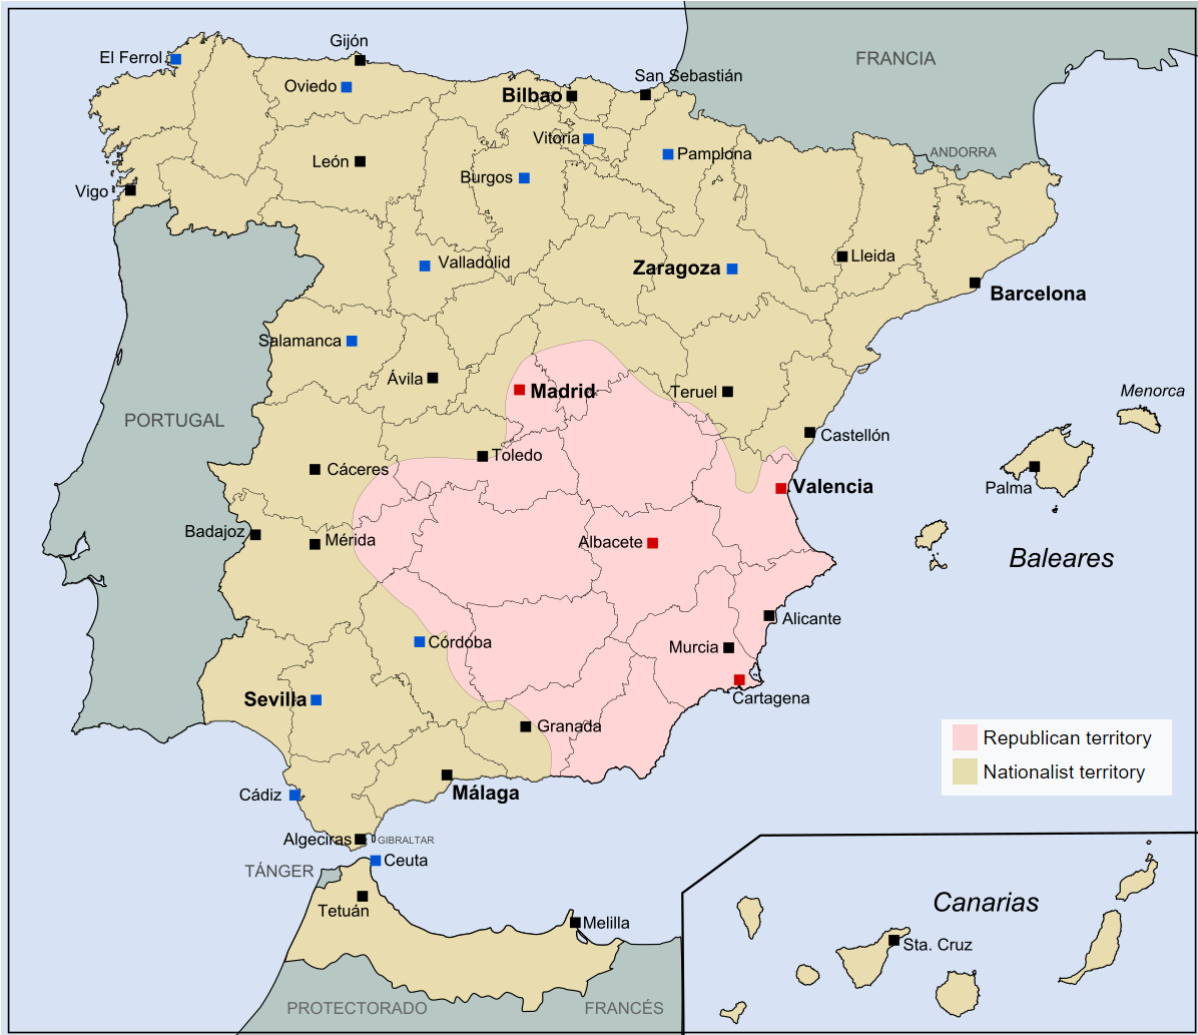 Gijón
San Sebastián
El Ferrol
FRANCIA
Oviedo
Bilbao
Vitoria
Pamplona
ANDORRA
León
Burgos
Vigo
Valladolid
Zaragoza
Lleida
Barcelona
Salamanca
Ávila
Madrid
Teruel
Menorca
PORTUGAL
Castellón
Toledo
Cáceres
Valencia
Palma
Badajoz
Mérida
Albacete
Baleares
Alicante
Córdoba
Murcia
Sevilla
Cartagena
Granada
Republican territory
Nationalist territory
Cádiz
Málaga
Algeciras
GIBRALTAR
Ceuta
TÁNGER
Tetuán
Melilla
Canarias
Sta. Cruz
PROTECTORADO
FRANCÉS